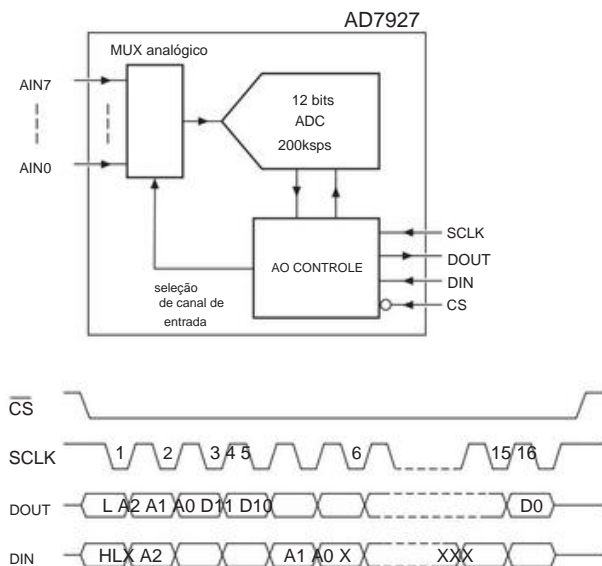 AD7927
MUX analógico
AIN7
12 bits
ADC
200ksps
AIN0
SCLK
DOUT
AO CONTROLE
DIN
seleção
de canal de
entrada
CS
CS
SCLK 1 2 3 4 5 6 15 16
DOUT L A2 A1 A0 D11 D10 D0
DIN HLX A2 A1 A0 X XXX